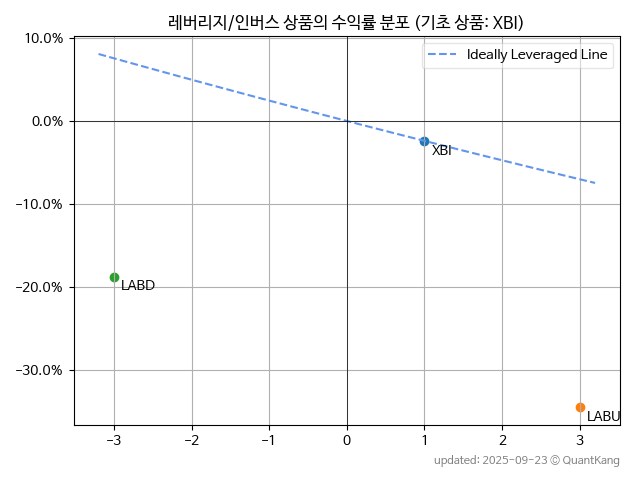 레버리지/인버스 상품의 수익률 분포 (기초 상품: XBI)
10.0%
Ideally Leveraged Line
0.0%
XBI
-10.0%
-20.0%
LABD
-30.0%
LABU
-3 -2 -1 0 1 2 3
updated: 2025-09-23 © QuantKang